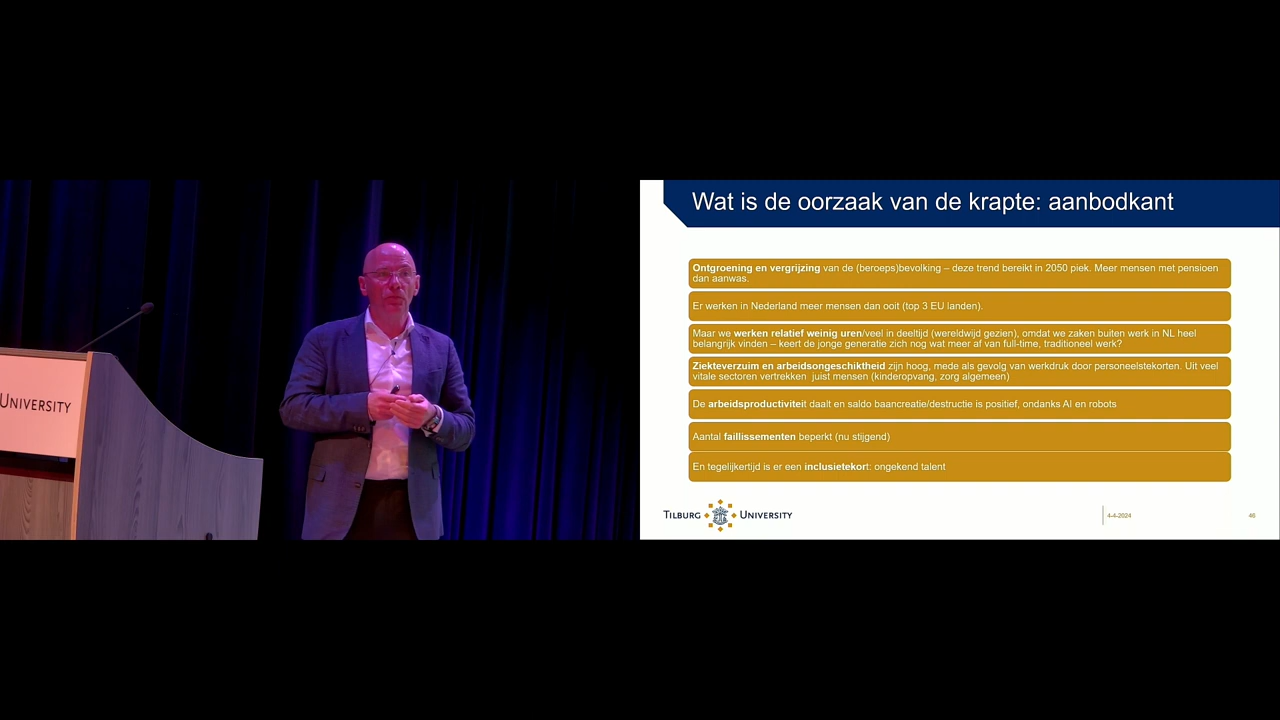 UNIVERSITY
Wat is de oorzaak van de krapte: aanbodkant
Ontgroening en vergrijzing van de (beroeps)bevolking – deze trend bereikt in 2050 piek. Meer mensen met pensioen
dan aanwas.
Er werken in Nederland meer mensen dan ooit (top 3 EU landen).
Maar we werken relatief weinig uren/veel in deeltijd (wereldwijd gezien), omdat we zaken buiten werk in NL heel
belangrijk vinden – keert de jonge generatie zich nog wat meer af van full-time, traditioneel werk?
Ziekteverzuim en arbeidsongeschiktheid zijn hoog, mede als gevolg van werkdruk door personeelstekorten. Uit veel
vitale sectoren vertrekken juist mensen (kinderopvang, zorg algemeen)
De arbeidsproductiviteit daalt en saldo baancreatie/destructie is positief, ondanks AI en robots
Aantal faillissementen beperkt (nu stijgend)
En tegelijkertijd is er een inclusietekort: ongekend talent
TILBURG UNIVERSITY
4-4-2024
46